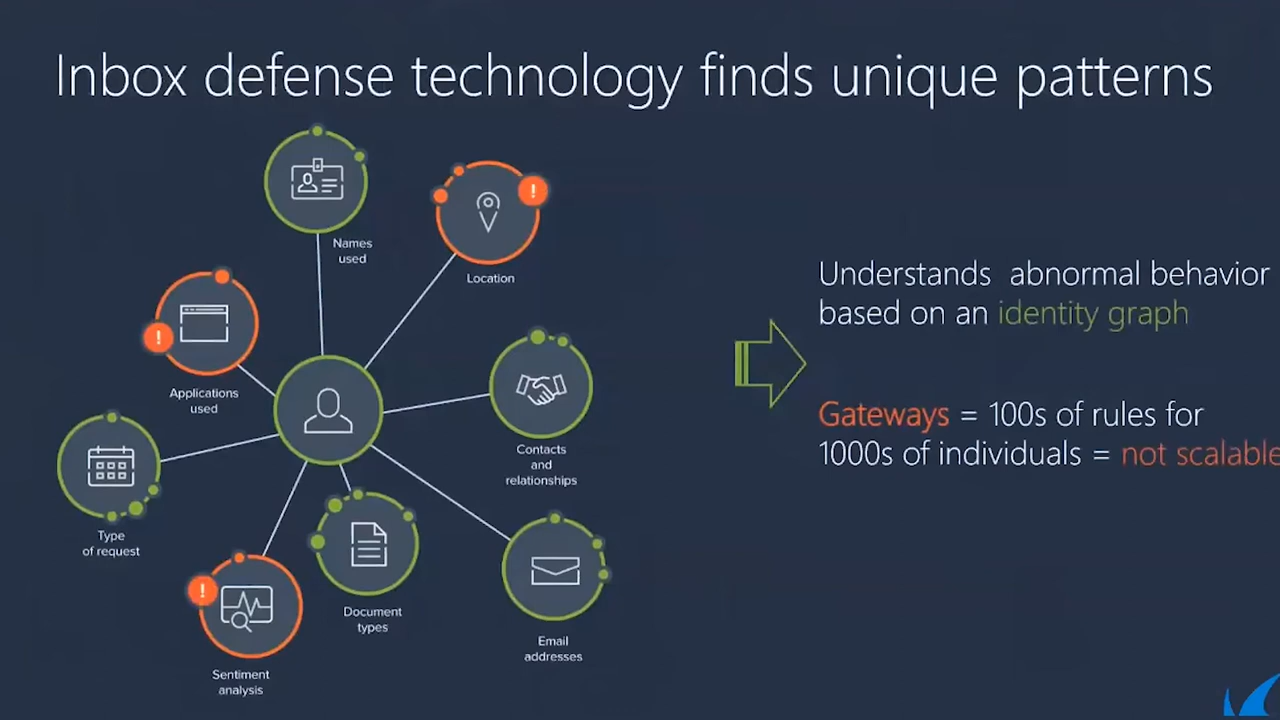 Inbox defense technology finds unique patterns
Names
used
!
Location
!
Applications
used
Contacts
and
relationships
Type
of request
!
Sentiment
analysis
Document
types
Email
addresses
Understands abnormal behavior
based on an identity graph
Gateways = 100s of rules for
1000s of individuals = not scalable